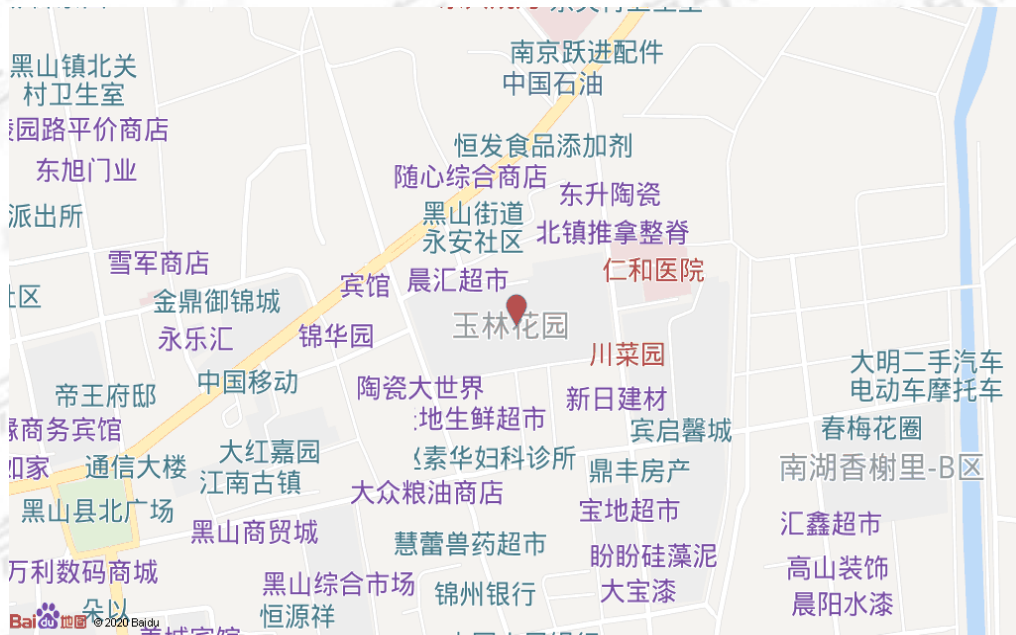 南京跃进配件
黑山镇北关
村卫生室
中国石油
园路平价商店
恒发食品添加剂
东旭门业
随心综合商店
东升陶瓷
派出所
黑山街道
永安社区
北镇推拿整脊
雪军商店
仁和医院
宾馆
晨汇超市
社区
金鼎御锦城
玉林花园
永乐汇
锦华园
川菜园
大明二手汽车
电动车摩托车
中国移动
帝王府邸
陶瓷大世界
新日建材
地生鲜超市
缘商务宾馆
宾启馨城
春梅花圈
大红嘉园
素华妇科诊所
如家
通信大楼
鼎丰房产
南湖香榭里-B区
江南古镇
大众粮油商店
黑山县北广场
宝地超市
汇鑫超市
黑山商贸城
慧蕾兽药超市
盼盼硅藻泥
万利数码商城
高山装饰
黑山综合市场
锦州银行
大宝漆
晨阳水漆
朵以
恒源祥
Bai du 地图 © 2020 Baidu